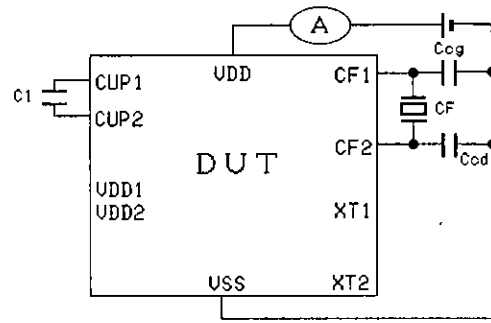 A
Ccg
VDD
CF1
C1
CUP1
CUP2
CF
DUT
CF2
Ccd
VDD1
VDD2
XT1
VSS
XT2